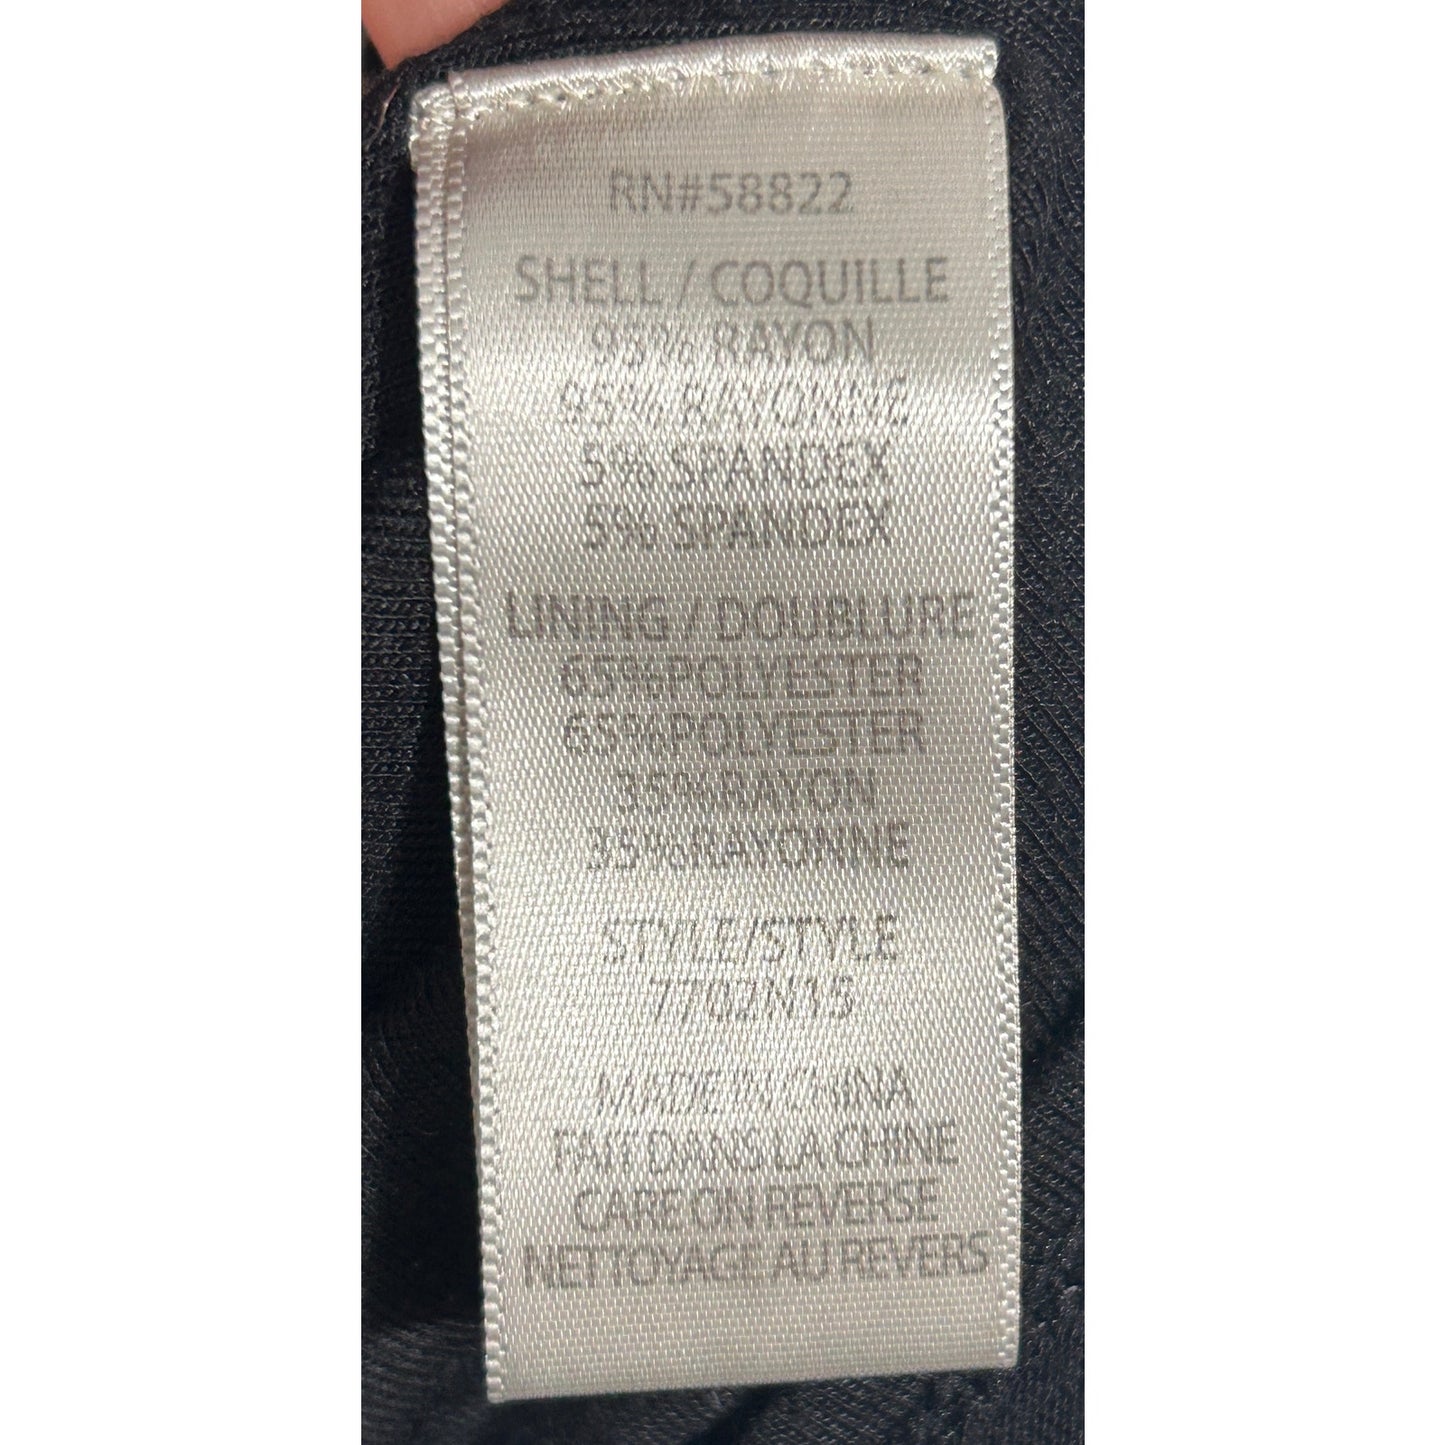 RN#58822
SHELL / COQUILLE
95% RAYON
95% RAYONNE
5% SPANDEX
5% SPANDEX
LINING / DOUBLURE
65%POLYESTER
65%POLYESTER
35%RAYON
35%RAYONNE
STYLE/STYLE
7702N15
MADE IN CHINA
FAIT DANS LA CHINE
CARE ON REVERSE
NETTOYAGE AU REVERS